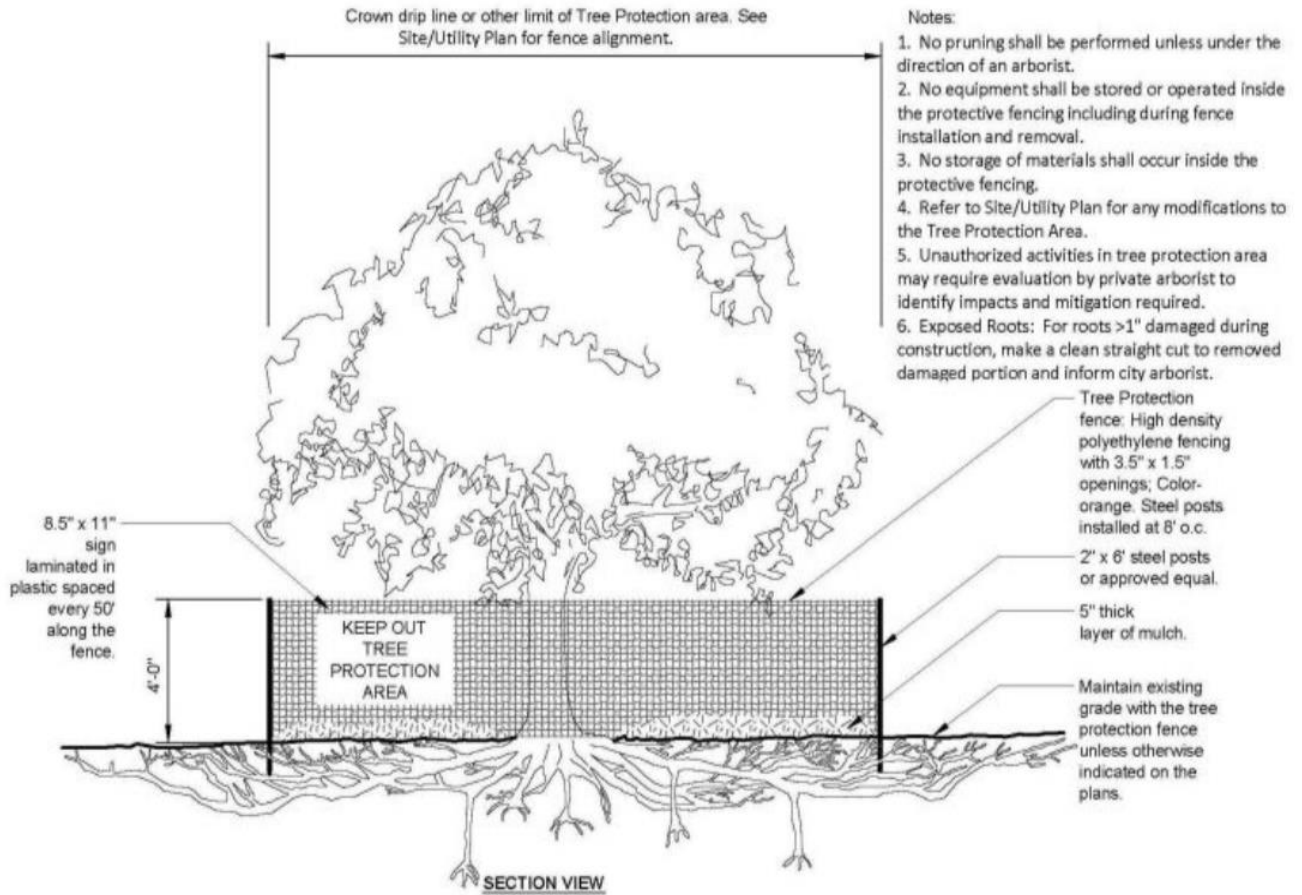 Crown drip line or other limit of Tree Protection area. See
Site/Utility Plan for fence alignment.
Notes:
1. No pruning shall be performed unless under the
direction of an arborist.
2. No equipment shall be stored or operated inside
the protective fencing including during fence
installation and removal.
3. No storage of materials shall occur inside the
protective fencing.
4. Refer to Site/Utility Plan for any modifications to
the Tree Protection Area.
5. Unauthorized activities in tree protection area
may require evaluation by private arborist to
identify impacts and mitigation required.
6. Exposed Roots: For roots >1" damaged during
construction, make a clean straight cut to removed
damaged portion and inform city arborist.
Tree Protection
fence: High density
polyethylene fencing
with 3.5" x 1.5"
openings; Color-
orange. Steel posts
installed at 8' o.c.
2" x 6' steel posts
or approved equal.
5" thick
layer of mulch.
Maintain existing
grade with the tree
protection fence
unless otherwise
indicated on the
plans.
8.5" x 11"
sign
laminated in
plastic spaced
every 50'
along the
fence.
4'-0"
KEEP OUT
TREE
PROTECTION
AREA
SECTION VIEW